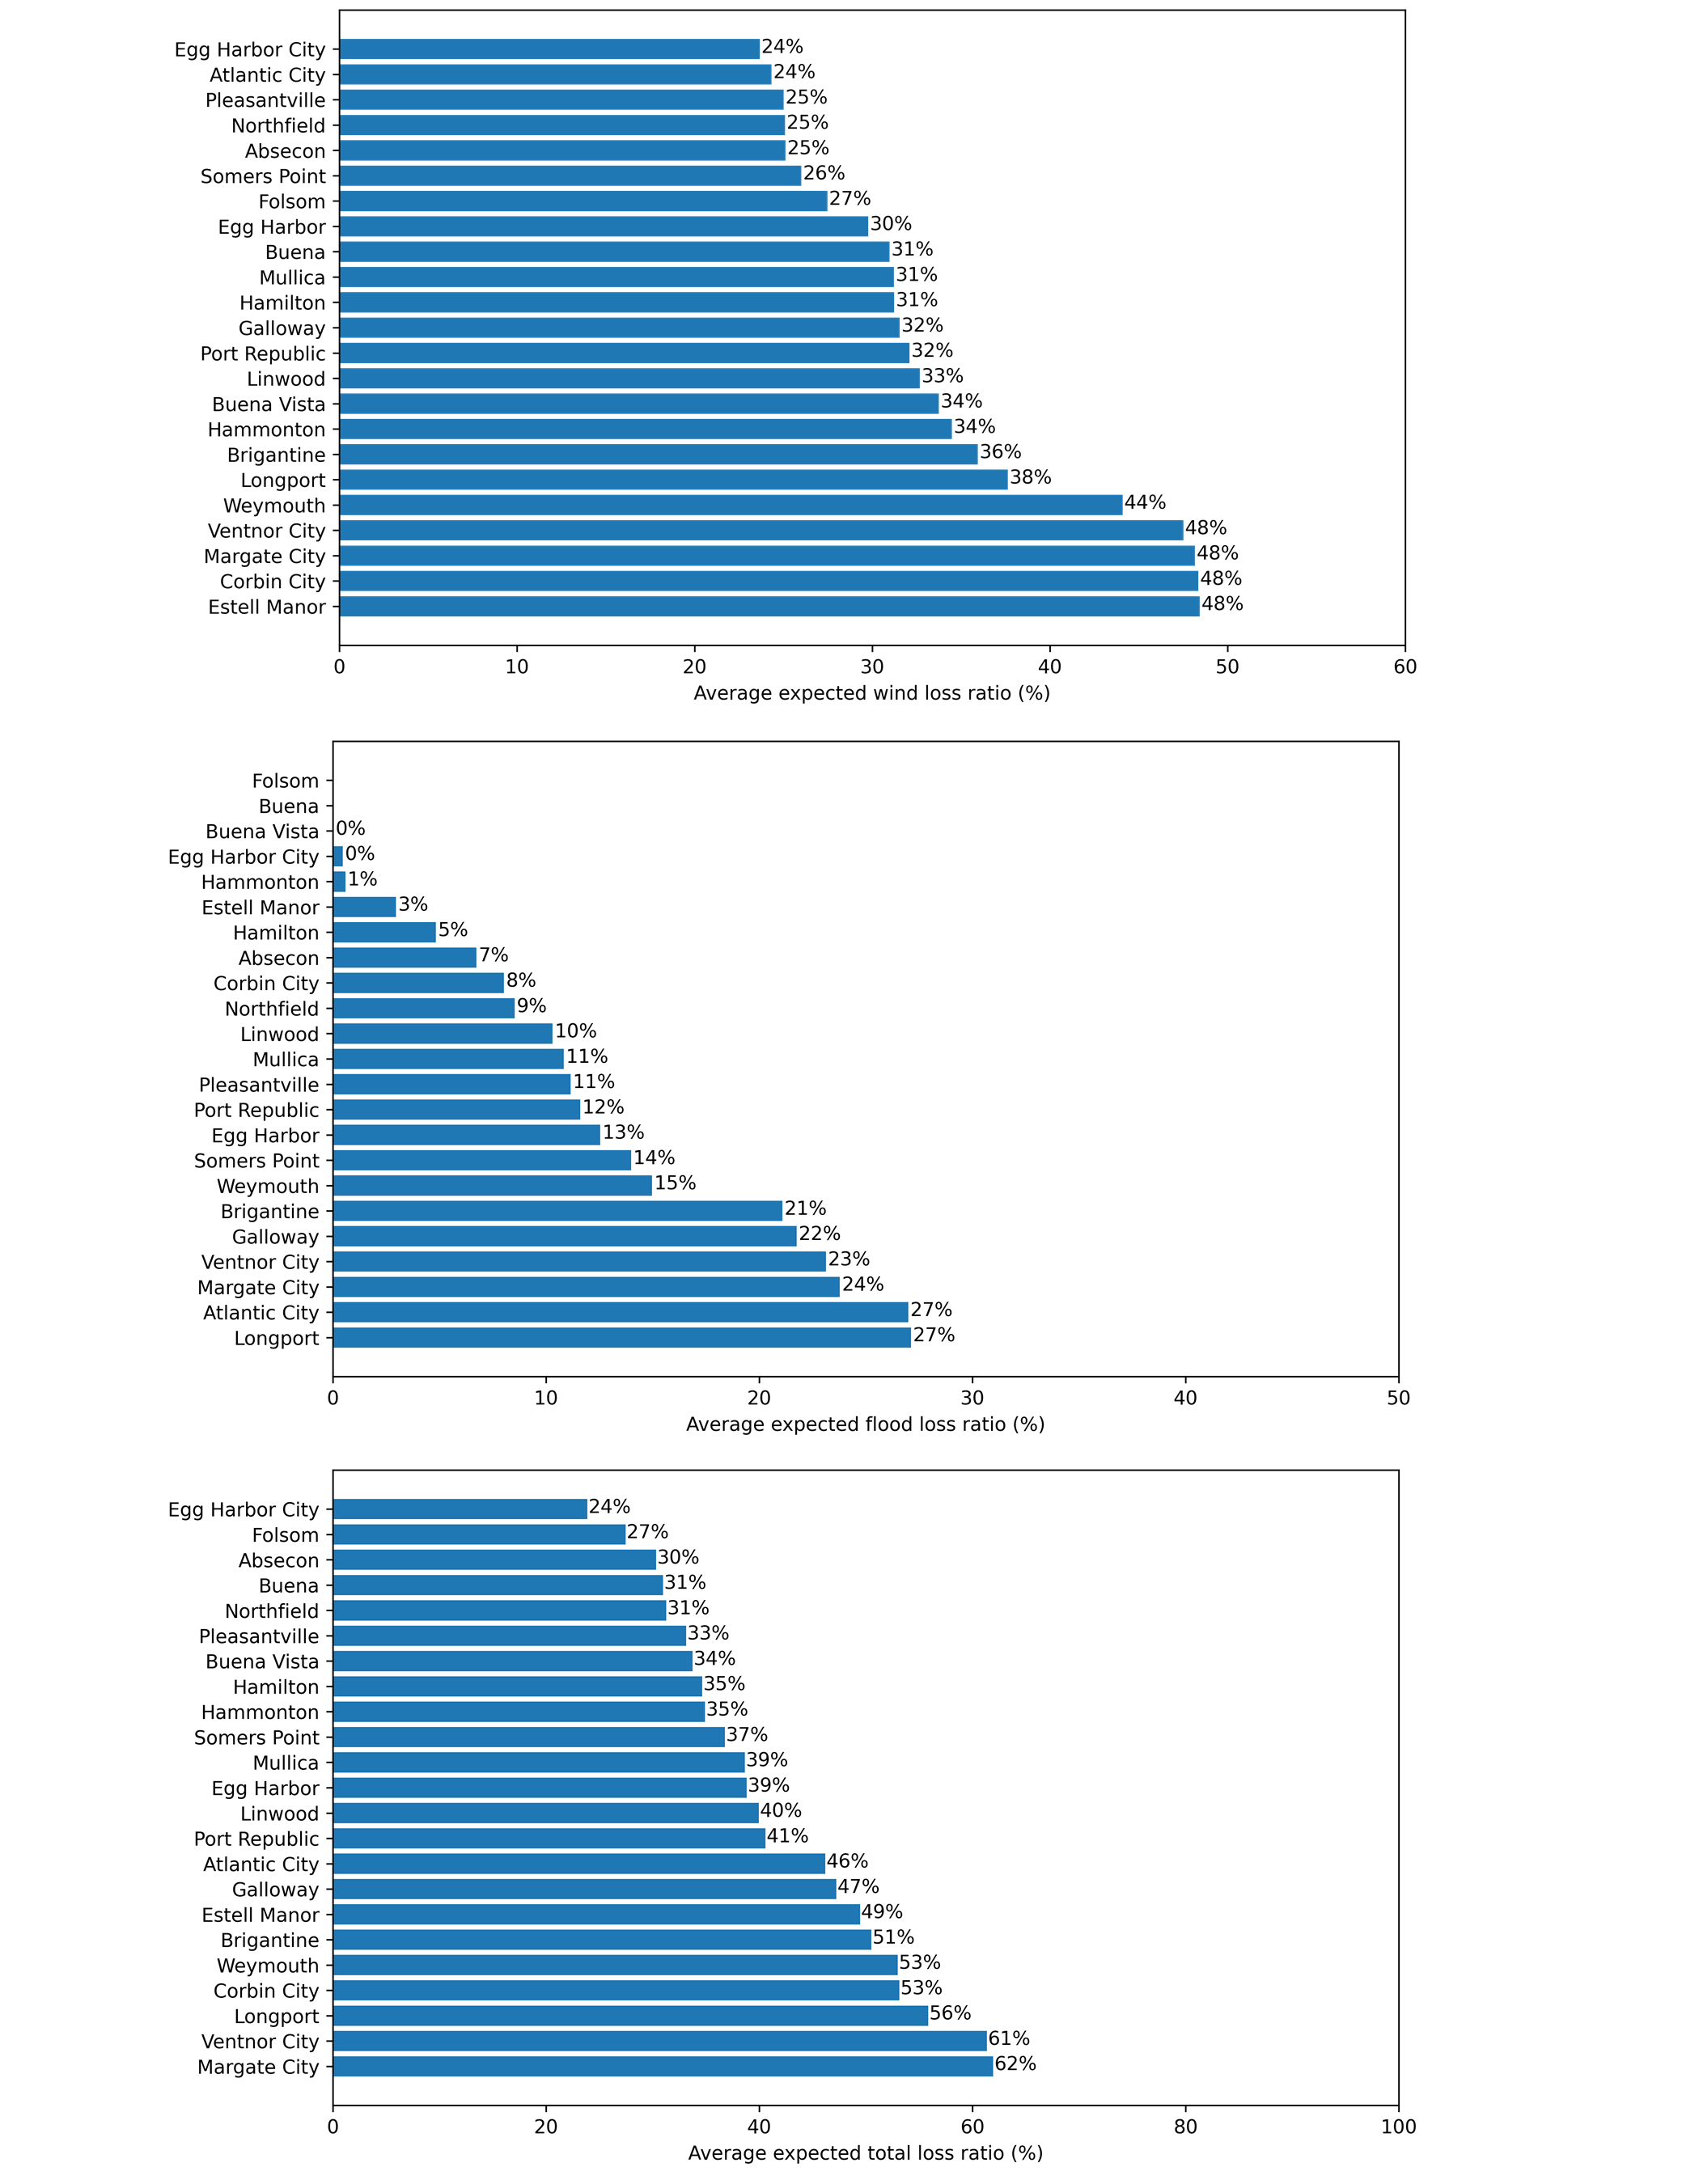 Egg Harbor City 24%
Atlantic City 24%
Pleasantville 25%
Northfield 25%
Absecon 25%
Somers Point 26%
Folsom 27%
Egg Harbor 30%
Buena 31%
Mullica 31%
Hamilton 31%
Galloway 32%
Port Republic 32%
Linwood 33%
Buena Vista 34%
Hammonton 34%
Brigantine 36%
Longport 38%
Weymouth 44%
Ventnor City 48%
Margate City 48%
Corbin City 48%
Estell Manor 48%
0 10 20 30 40 50 60
Average expected wind loss ratio (%)
Folsom
Buena
Buena Vista 0%
Egg Harbor City 0%
Hammonton 1%
Estell Manor 3%
Hamilton 5%
Absecon 7%
Corbin City 8%
Northfield 9%
Linwood 10%
Mullica 11%
Pleasantville 11%
Port Republic 12%
Egg Harbor 13%
Somers Point 14%
Weymouth 15%
Brigantine 21%
Galloway 22%
Ventnor City 23%
Margate City 24%
Atlantic City 27%
Longport 27%
0 10 20 30 40 50
Average expected flood loss ratio (%)
Egg Harbor City 24%
Folsom 27%
Absecon 30%
Buena 31%
Northfield 31%
Pleasantville 33%
Buena Vista 34%
Hamilton 35%
Hammonton 35%
Somers Point 37%
Mullica 39%
Egg Harbor 39%
Linwood 40%
Port Republic 41%
Atlantic City 46%
Galloway 47%
Estell Manor 49%
Brigantine 51%
Weymouth 53%
Corbin City 53%
Longport 56%
Ventnor City 61%
Margate City 62%
0 20 40 60 80 100
Average expected total loss ratio (%)